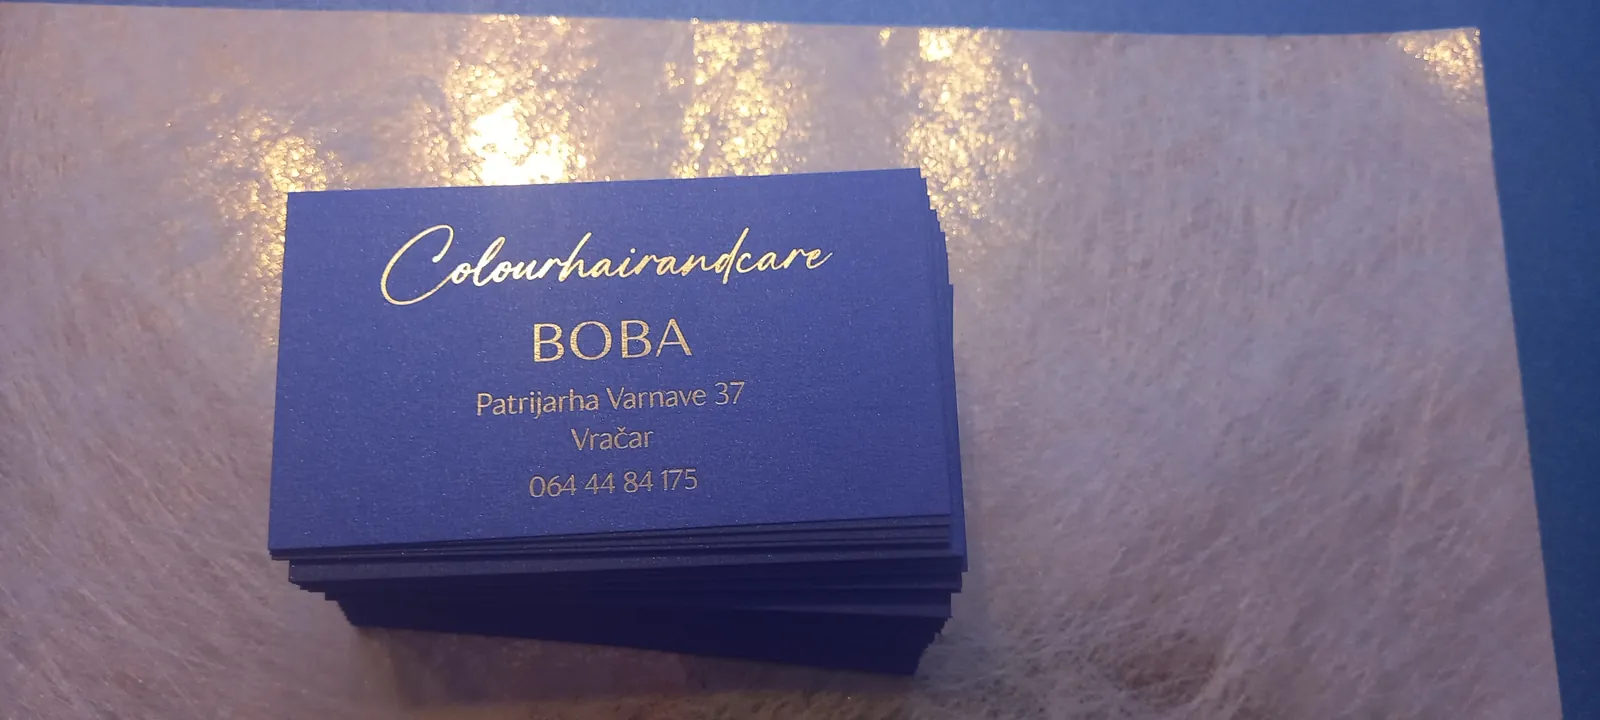 Colourhairandcare
BOBA
Patrijarha Varnave 37
Vračar
064 44 84 175